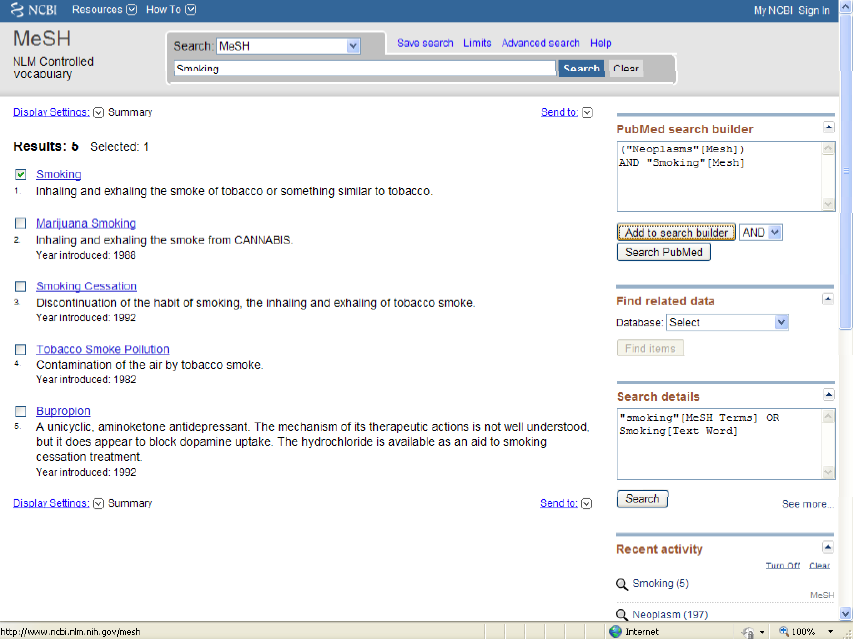 NCBI Resources How To My NCBI Sign In
MeSH
NLM Controlled
Vocabulary
Search: MeSH
Save search Limits Advanced search Help
Smoking
Search Clear
Display Settings: Summary
Send to:
Results: 5 Selected: 1
Smoking
1. Inhaling and exhaling the smoke of tobacco or something similar to tobacco.
Marijuana Smoking
2. Inhaling and exhaling the smoke from CANNABIS.
Year introduced: 1988
Smoking Cessation
3. Discontinuation of the habit of smoking, the inhaling and exhaling of tobacco smoke.
Year introduced: 1992
Tobacco Smoke Pollution
4. Contamination of the air by tobacco smoke.
Year introduced: 1982
Bupropion
5. A unicyclic, aminoketone antidepressant. The mechanism of its therapeutic actions is not well understood,
but it does appear to block dopamine uptake. The hydrochloride is available as an aid to smoking
cessation treatment.
Year introduced: 1992
Display Settings: Summary
Send to:
PubMed search builder
("Neoplasms"[Mesh])
AND "Smoking"[Mesh]
Add to search builder AND
Search PubMed
Find related data
Database: Select
Find items
Search details
"smoking"[MeSH Terms] OR
Smoking[Text Word]
Search
See more...
Recent activity
Turn Off Clear
Smoking (5)
MeSH
Neoplasm (197)
http://www.ncbi.nlm.nih.gov/mesh
Internet
100%